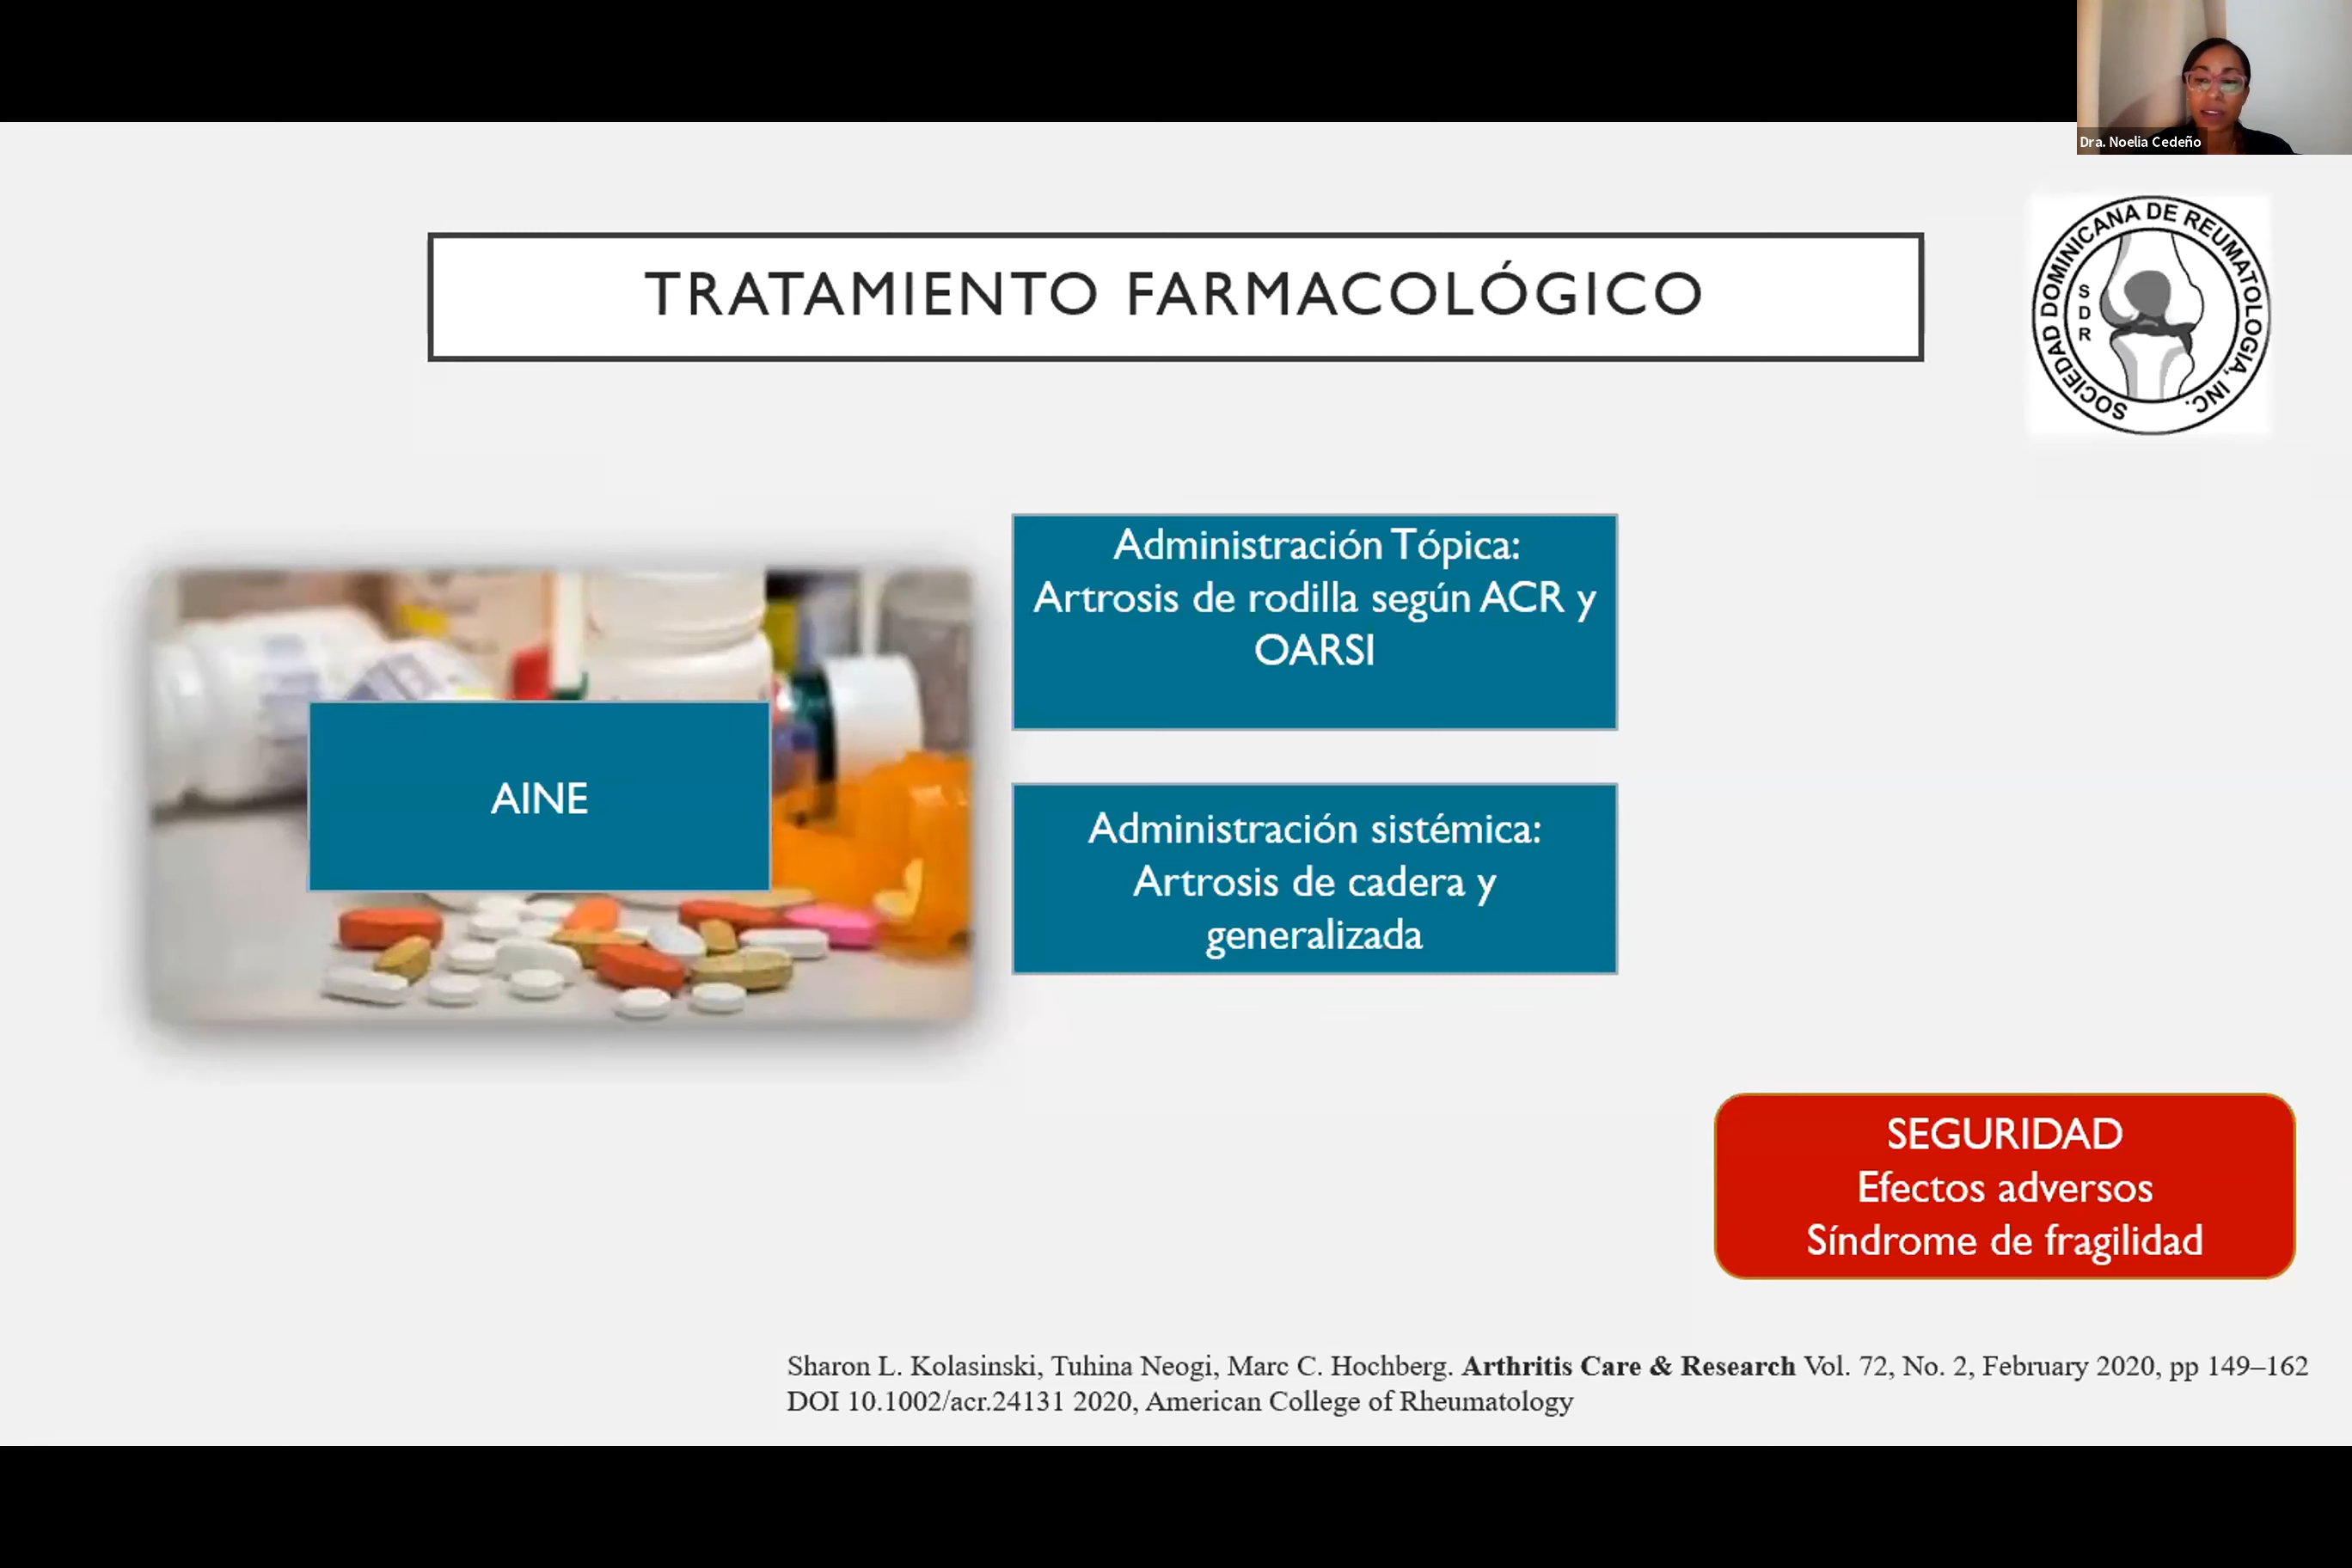 Dra. Noelia Cedeño
TRATAMIENTO FARMACOLÓGICO
SOCIEDAD DOMINICANA DE REUMATOLOGIA, INC.
S
D
R
Administración Tópica:
Artrosis de rodilla según ACR y
OARSI
AINE
Administración sistémica:
Artrosis de cadera y
generalizada
SEGURIDAD
Efectos adversos
Síndrome de fragilidad
Sharon L. Kolasinski, Tuhina Neogi, Marc C. Hochberg. Arthritis Care & Research Vol. 72, No. 2, February 2020, pp 149–162
DOI 10.1002/acr.24131 2020, American College of Rheumatology